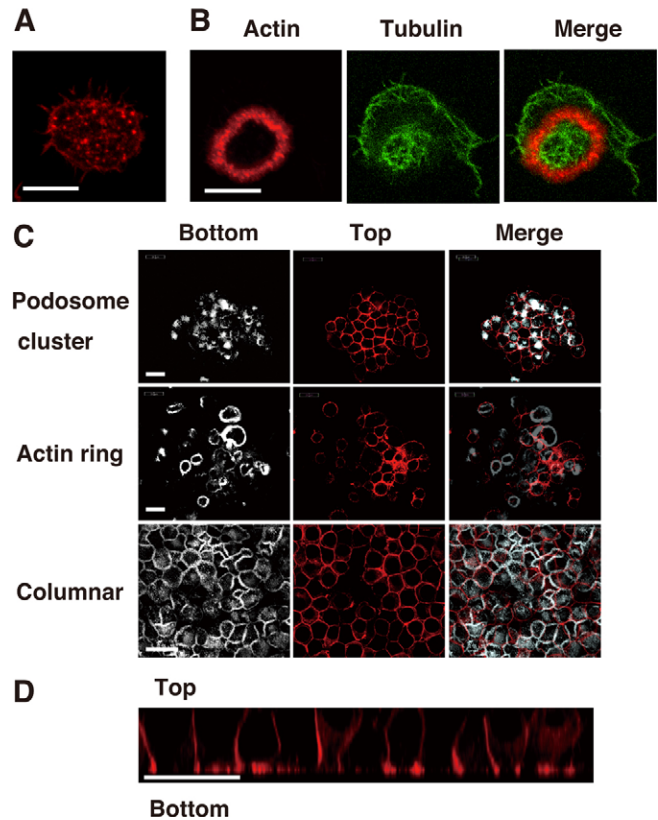 A
B
Actin
Tubulin
Merge
C
Bottom
Top
Merge
Podosome
cluster
Actin ring
Columnar
D
Top
Bottom